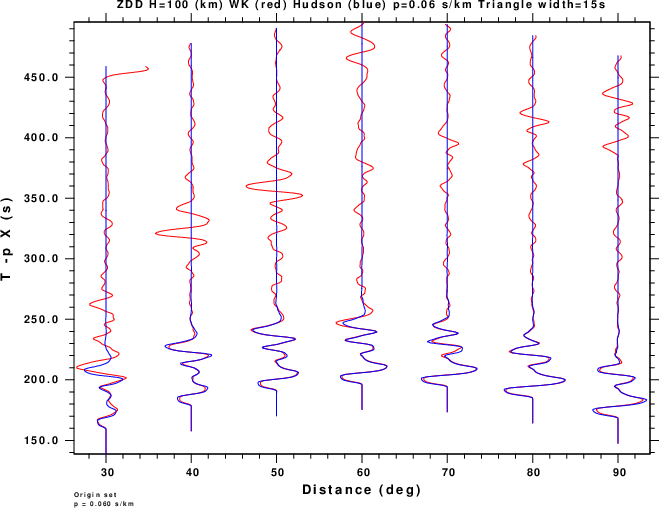 ZDD H=100 (km) WK (red) Hudson (blue) p=0.06 s/km Triangle width=15s
450.0
400.0
350.0
300.0
250.0
200.0
150.0
T -p X (s)
30 40 50 60 70 80 90
Distance (deg)
Origin set
p = 0.060 s/km